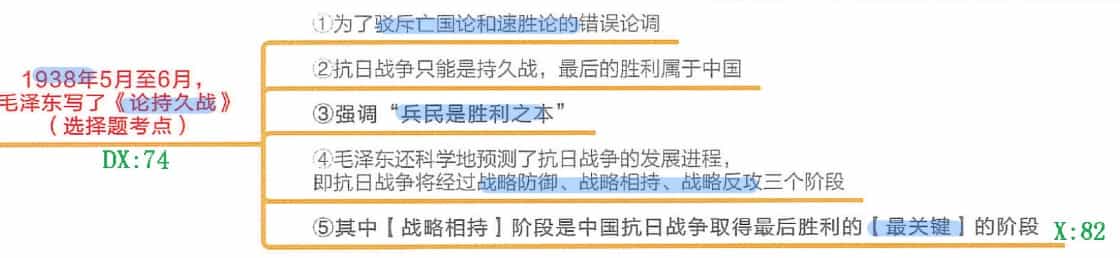 1938年5月至6月，
毛泽东写了《论持久战》
（选择题考点）
DX:74
①为了驳斥亡国论和速胜论的错误论调
②抗日战争只能是持久战，最后的胜利属于中国
③强调“兵民是胜利之本”
④毛泽东还科学地预测了抗日战争的发展进程，
即抗日战争将经过战略防御、战略相持、战略反攻三个阶段
⑤其中【战略相持】阶段是中国抗日战争取得最后胜利的【最关键】的阶段
X:82